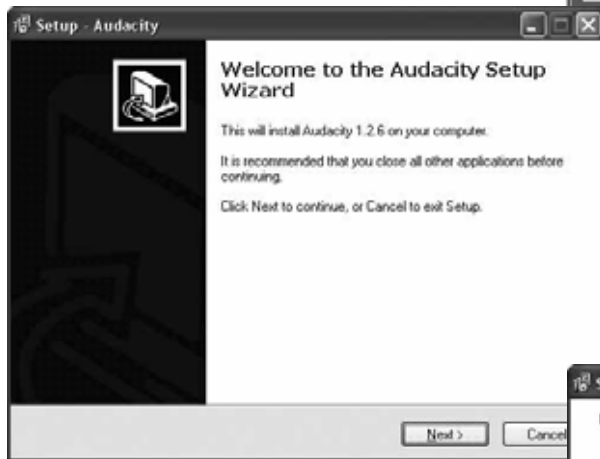 Setup - Audacity
Welcome to the Audacity Setup
Wizard
This will install Audacity 1.2.6 on your computer.
It is recommended that you close all other applications before
continuing.
Click Next to continue, or Cancel to exit Setup.
Next > Cancel